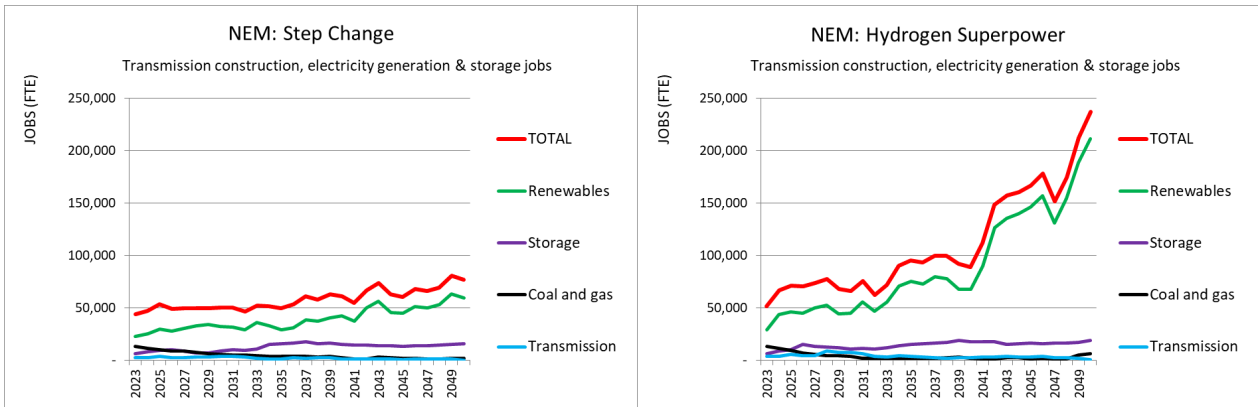 NEM: Step Change
Transmission construction, electricity generation & storage jobs
JOBS (FTE)
250,000
200,000
150,000
100,000
50,000
-
2023
2025
2027
2029
2031
2033
2035
2037
2039
2041
2043
2045
2047
2049
TOTAL
Renewables
Storage
Coal and gas
Transmission
NEM: Hydrogen Superpower
Transmission construction, electricity generation & storage jobs
JOBS (FTE)
250,000
200,000
150,000
100,000
50,000
-
2023
2025
2027
2029
2031
2033
2035
2037
2039
2041
2043
2045
2047
2049
TOTAL
Renewables
Storage
Coal and gas
Transmission